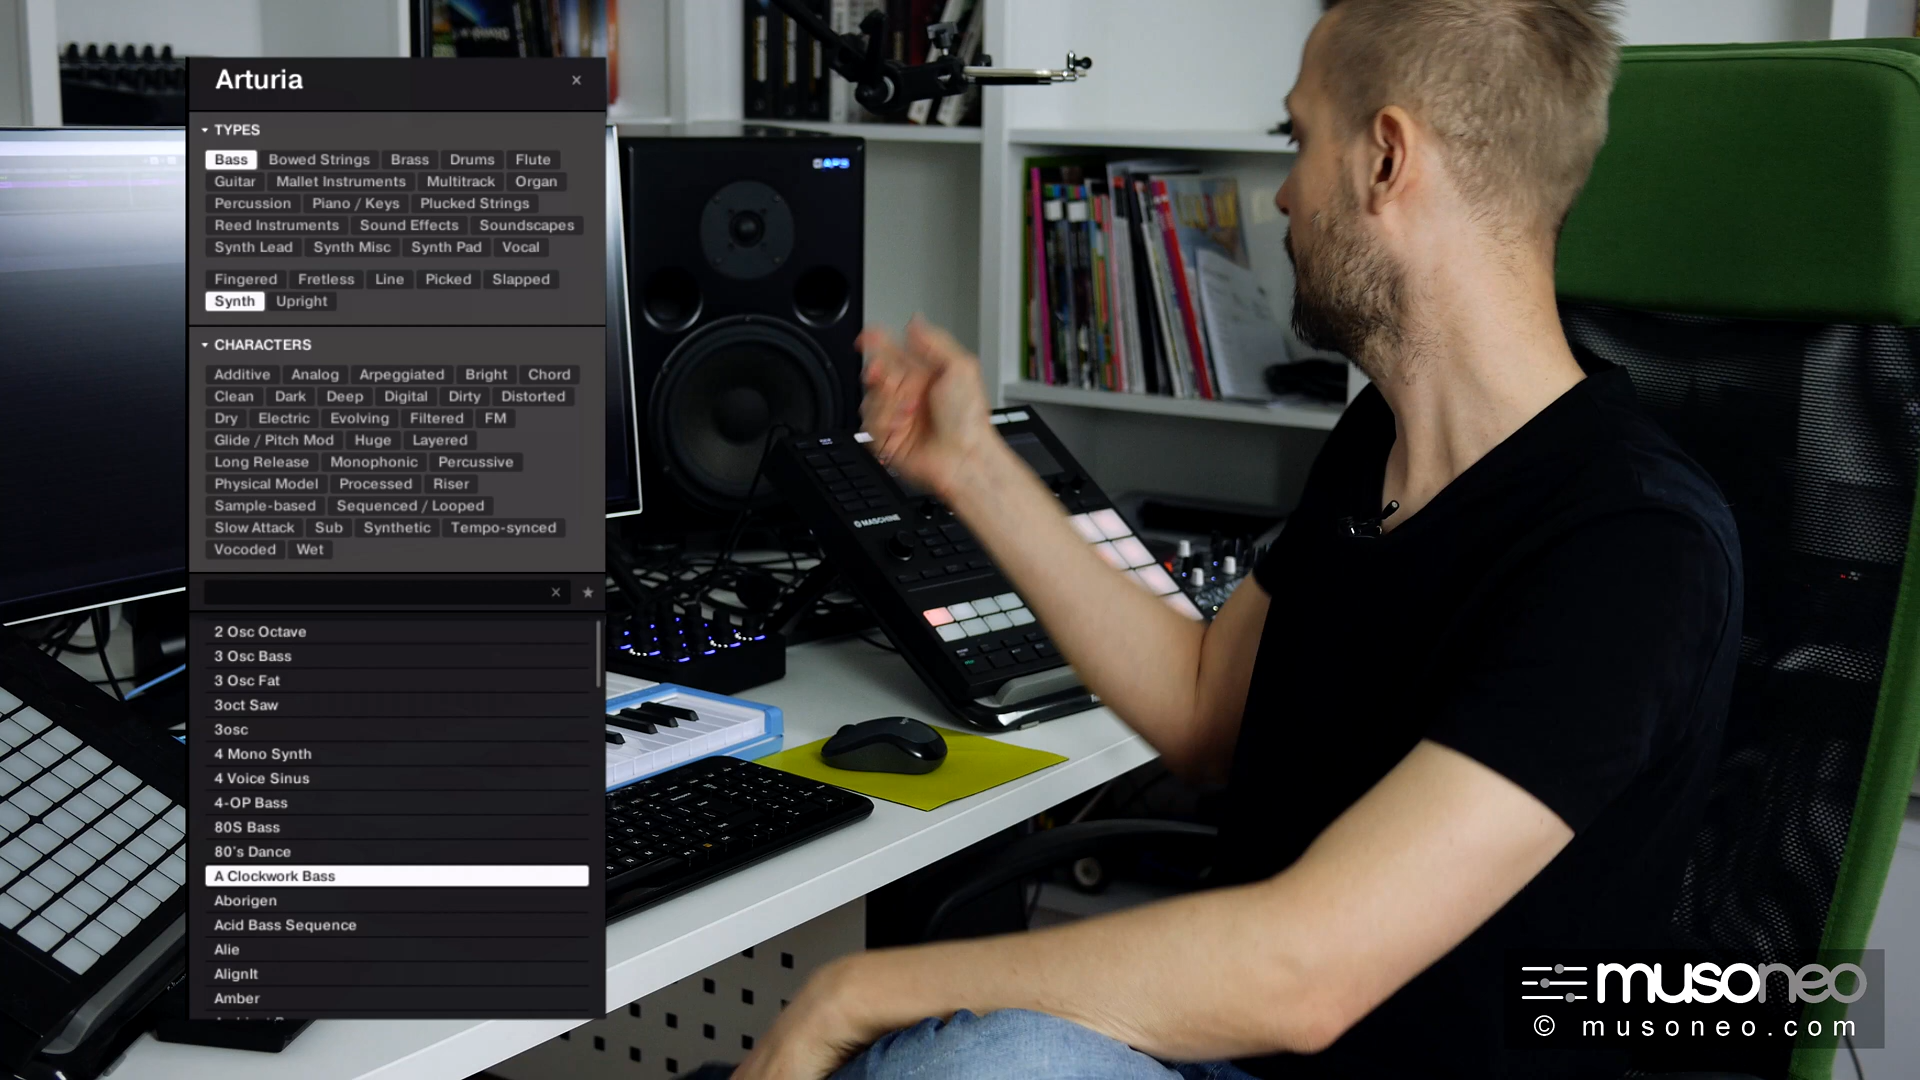 Arturia ×
TYPES
Bass Bowed Strings Brass Drums Flute
Guitar Mallet Instruments Multitrack Organ
Percussion Piano / Keys Plucked Strings
Reed Instruments Sound Effects Soundscapes
Synth Lead Synth Misc Synth Pad Vocal
Fingered Fretless Line Picked Slapped
Synth Upright
CHARACTERS
Additive Analog Arpeggiated Bright Chord
Clean Dark Deep Digital Dirty Distorted
Dry Electric Evolving Filtered FM
Glide / Pitch Mod Huge Layered
Long Release Monophonic Percussive
Physical Model Processed Riser
Sample-based Sequenced / Looped
Slow Attack Sub Synthetic Tempo-synced
Vocoded Wet
2 Osc Octave
3 Osc Bass
3 Osc Fat
3oct Saw
3osc
4 Mono Synth
4 Voice Sinus
4-OP Bass
80S Bass
80's Dance
A Clockwork Bass
Aborigen
Acid Bass Sequence
Alie
AlignIt
Amber
MASCHINE
musoneo
© musoneo.com